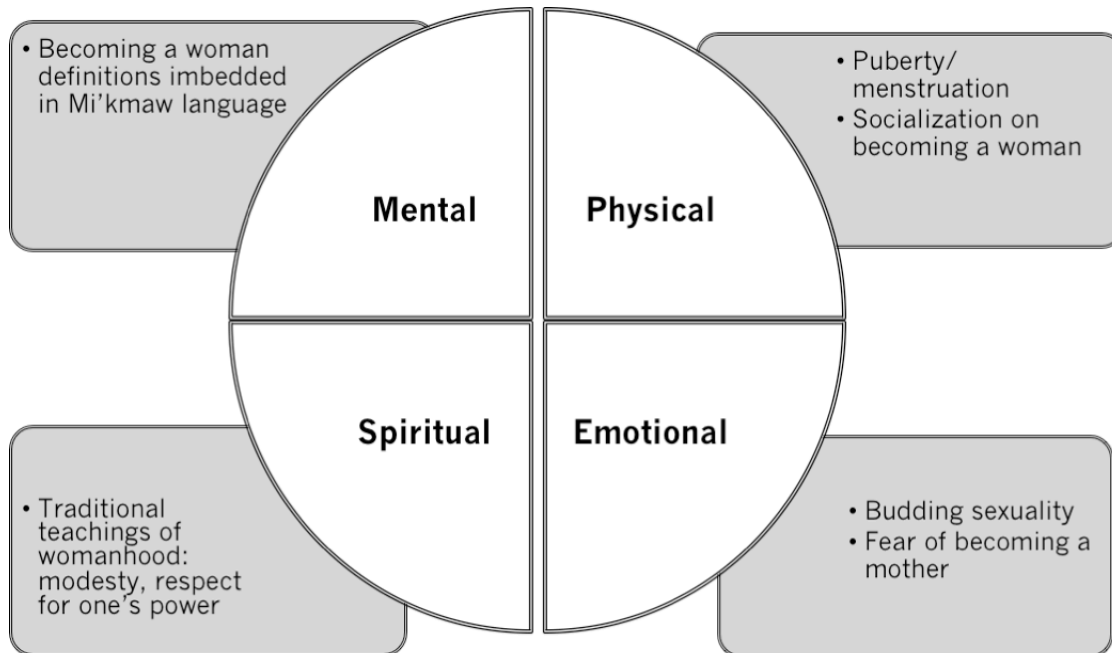 • Becoming a woman
definitions imbedded
in Mi'kmaw language
• Puberty/
menstruation
• Socialization on
becoming a woman
Mental
Physical
Spiritual
Emotional
• Traditional
teachings of
womanhood:
modesty, respect
for one's power
• Budding sexuality
• Fear of becoming a
mother